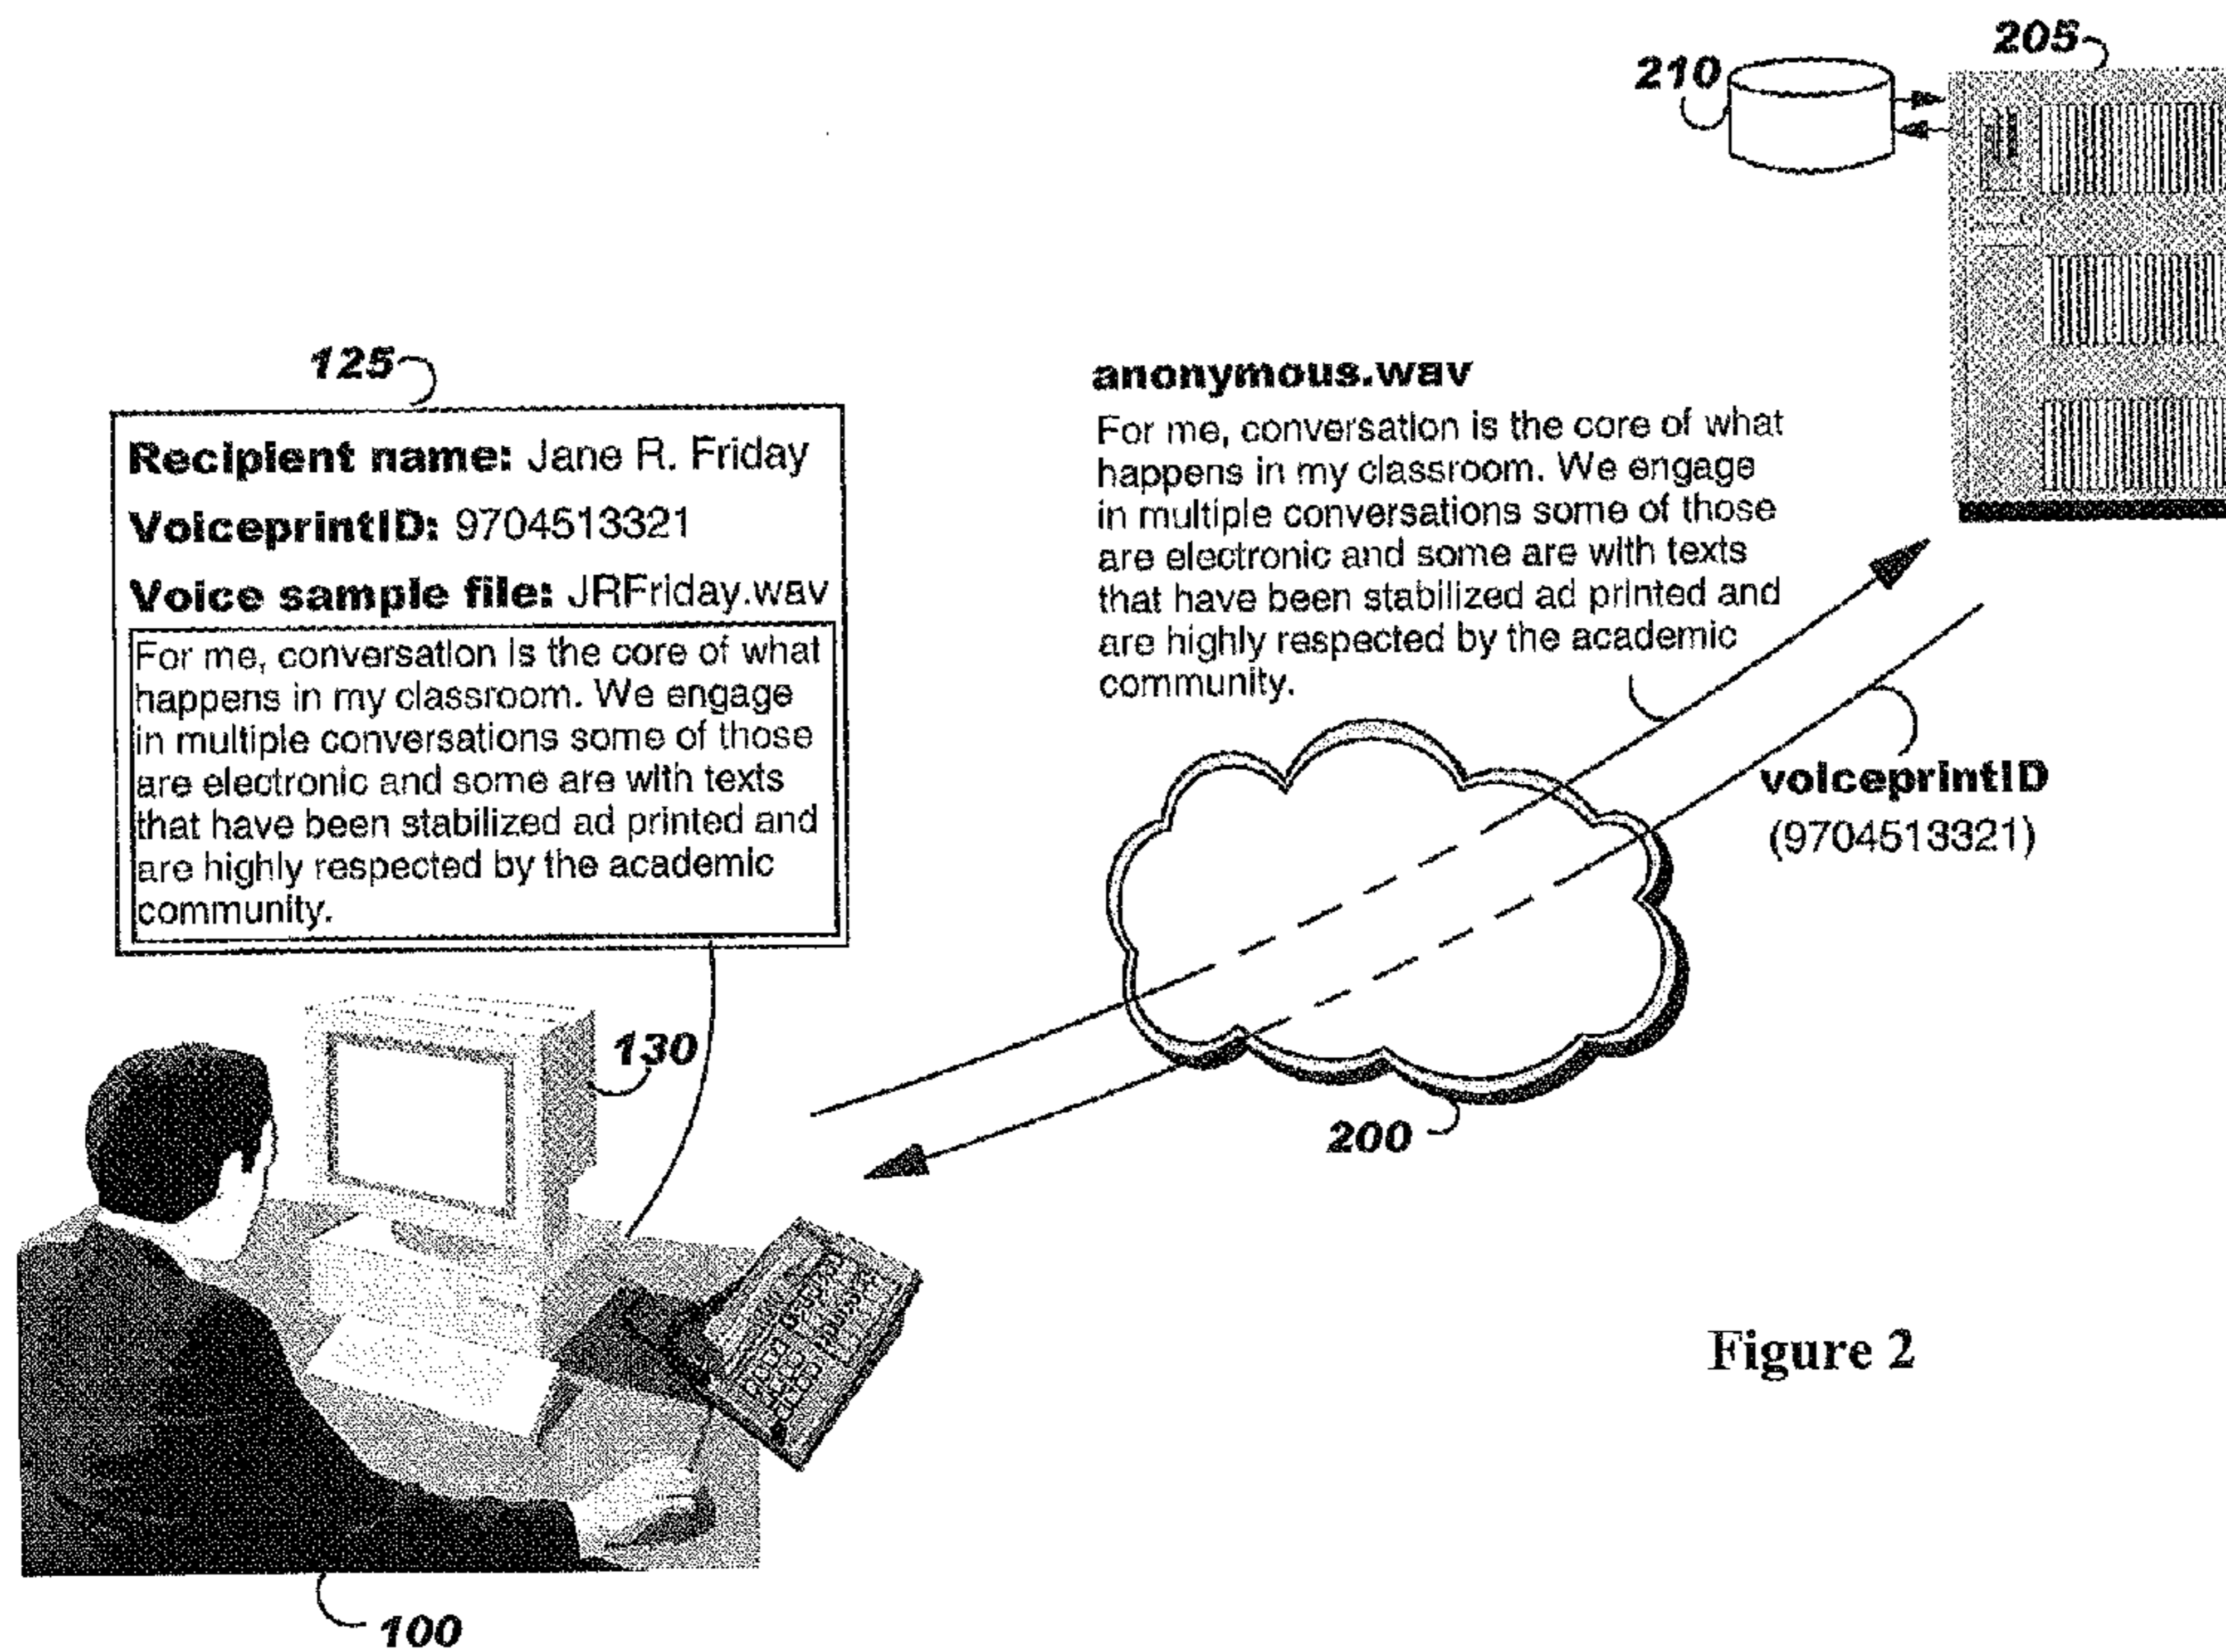 205
210
125
Recipient name: Jane R. Friday
VoiceprintID: 9704513321
Voice sample file: JRFriday.wav
For me, conversation is the core of what
happens in my classroom. We engage
in multiple conversations some of those
are electronic and some are with texts
that have been stabilized ad printed and
are highly respected by the academic
community.
anonymous.wav
For me, conversation is the core of what
happens in my classroom. We engage
in multiple conversations some of those
are electronic and some are with texts
that have been stabilized ad printed and
are highly respected by the academic
community.
voiceprintID
(9704513321)
130
200
Figure 2
100